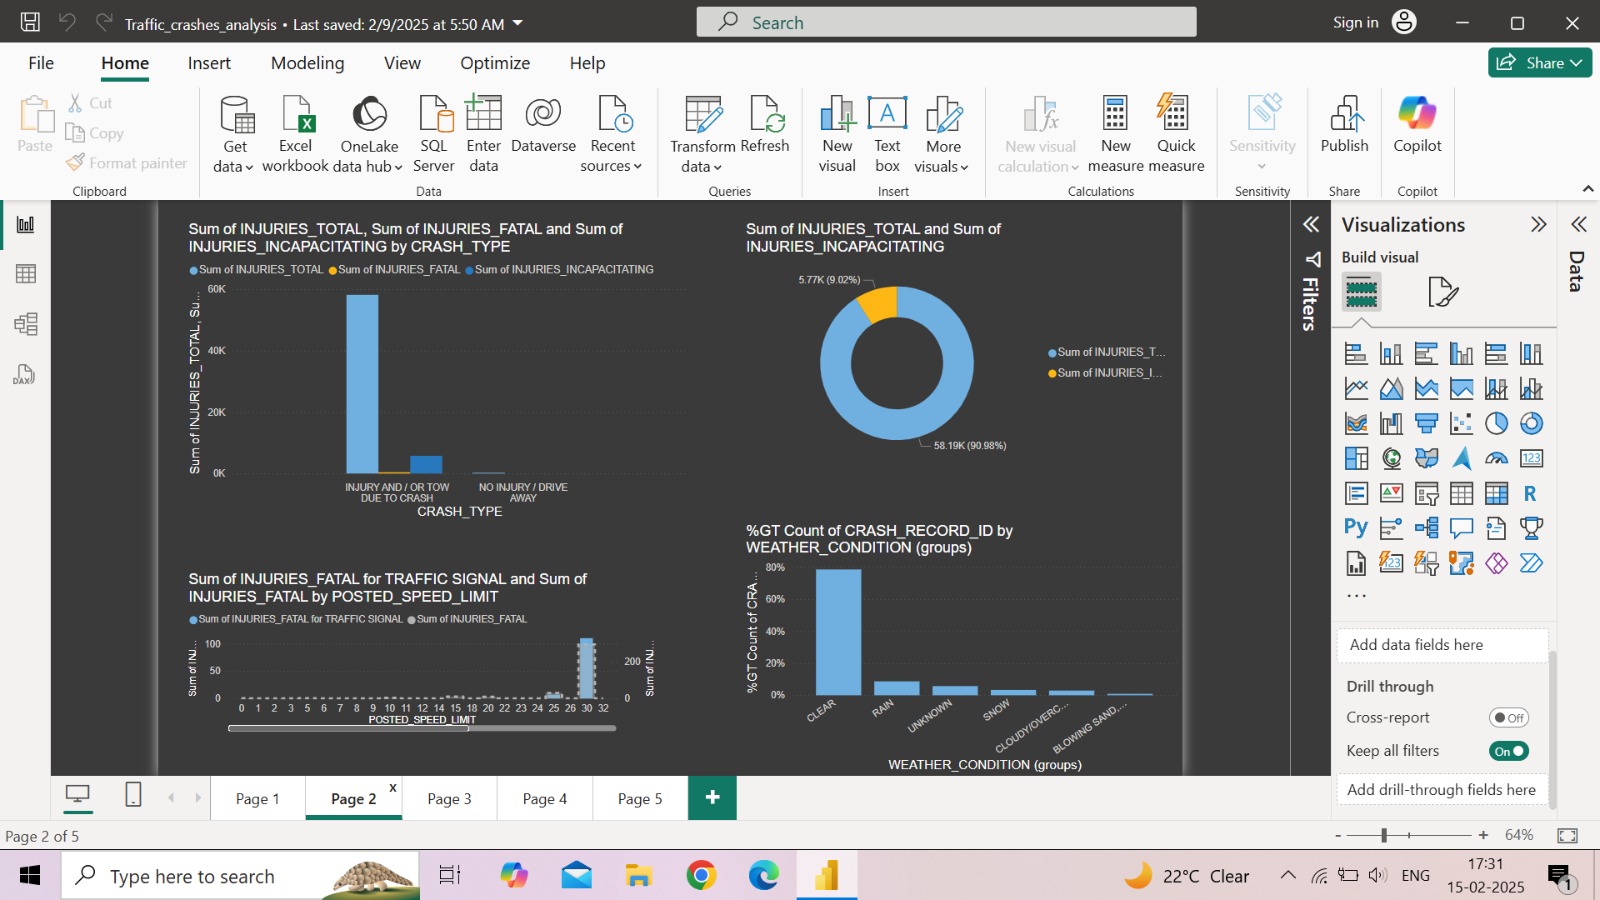 Traffic_crashes_analysis • Last saved: 2/9/2025 at 5:50 AM
Search
Sign in
File Home Insert Modeling View Optimize Help
Share
Paste
Cut
Copy
Format painter
Clipboard
Get data
Excel workbook
OneLake data hub
SQL Server
Enter data
Dataverse
Recent sources
Data
Transform data
Refresh
Queries
New visual
Text box
More visuals
Insert
New visual calculation
New measure
Quick measure
Calculations
Sensitivity
Sensitivity
Publish
Share
Copilot
Copilot
Sum of INJURIES_TOTAL, Sum of INJURIES_FATAL and Sum of
INJURIES_INCAPACITATING by CRASH_TYPE
Sum of INJURIES_TOTAL Sum of INJURIES_FATAL Sum of INJURIES_INCAPACITATING
Sum of INJURIES_TOTAL, Su...
60K
40K
20K
0K
INJURY AND / OR TOW
DUE TO CRASH
NO INJURY / DRIVE
AWAY
CRASH_TYPE
Sum of INJURIES_TOTAL and Sum of
INJURIES_INCAPACITATING
5.77K (9.02%)
58.19K (90.98%)
Sum of INJURIES_T...
Sum of INJURIES_I...
Sum of INJURIES_FATAL for TRAFFIC SIGNAL and Sum of
INJURIES_FATAL by POSTED_SPEED_LIMIT
Sum of INJURIES_FATAL for TRAFFIC SIGNAL Sum of INJURIES_FATAL
Sum of INJ...
100
50
0
200
0
Sum of INJ...
0 1 2 3 5 6 7 8 9 10 11 12 14 15 20 22 23 24 25 26 30 32
POSTED_SPEED_LIMIT
%GT Count of CRASH_RECORD_ID by
WEATHER_CONDITION (groups)
%GT Count of CRA...
80%
60%
40%
20%
0%
CLEAR
RAIN
UNKNOWN
SNOW
CLOUDY/OVERC...
BLOWING SAND,...
WEATHER_CONDITION (groups)
Filters
Visualizations
Build visual
Data
123
R
Py
123
...
Add data fields here
Drill through
Cross-report Off
Keep all filters On
Add drill-through fields here
Page 1
Page 2 x
Page 3
Page 4
Page 5
+
Page 2 of 5
- + 64%
Type here to search
22°C Clear
ENG
17:31
15-02-2025
1